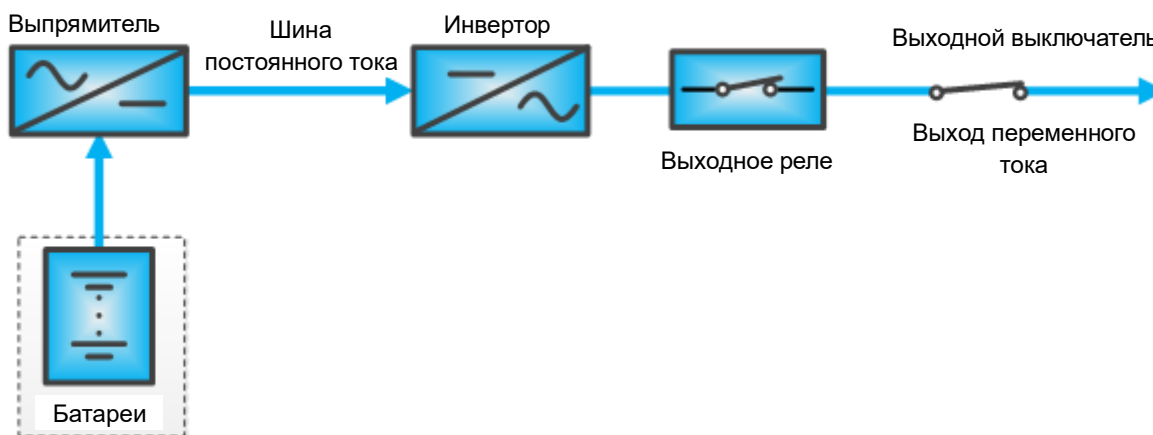 Выпрямитель
Шина
постоянного тока
Инвертор
Выходной выключатель
Выходное реле
Выход переменного
тока
Батареи